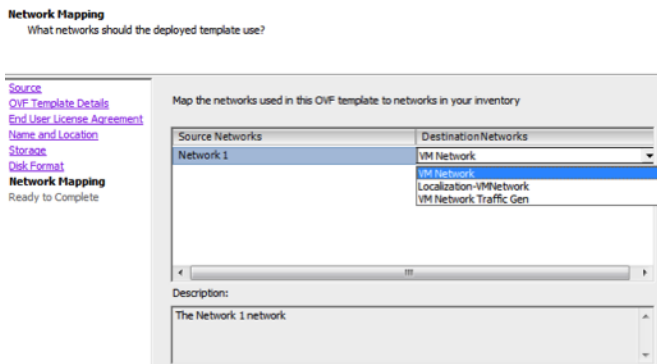 Network Mapping
What networks should the deployed template use?
Source
OVF Template Details
End User License Agreement
Name and Location
Storage
Disk Format
Network Mapping
Ready to Complete
Map the networks used in this OVF template to networks in your inventory
Source Networks DestinationNetworks
Network 1 VM Network
VM Network
Localization-VMNetwork
VM Network Traffic Gen
Description:
The Network 1 network